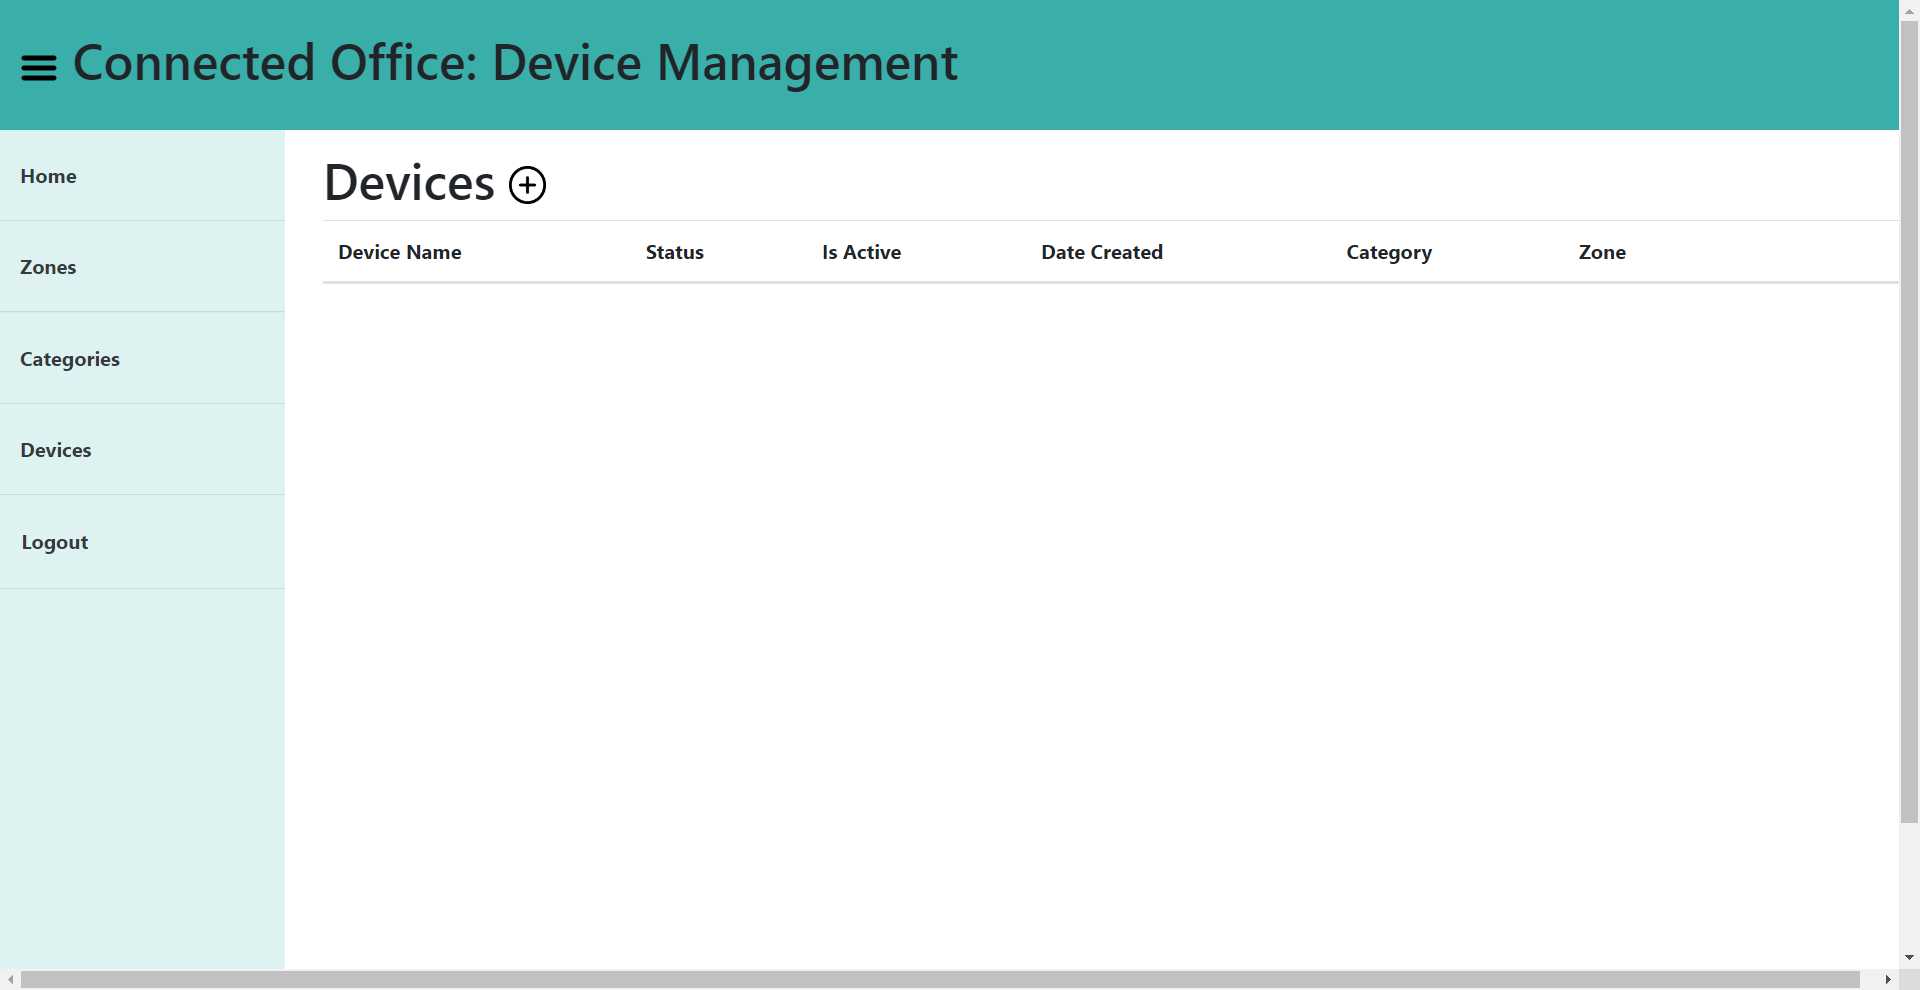 Connected Office: Device Management
Home
Zones
Categories
Devices
Logout
Devices
Device Name Status Is Active Date Created Category Zone